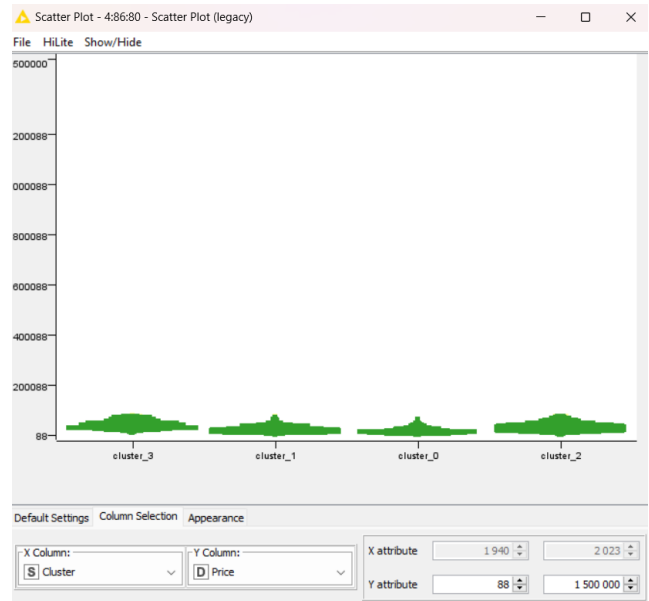 Scatter Plot - 4:86:80 - Scatter Plot (legacy)
File HiLite Show/Hide
500000
200088
000088
800088
600088
400088
200088
88
cluster_3 cluster_1 cluster_0 cluster_2
Default Settings Column Selection Appearance
X Column: Y Column: X attribute 1 940 2 023
S Cluster D Price
Y attribute 88 1 500 000